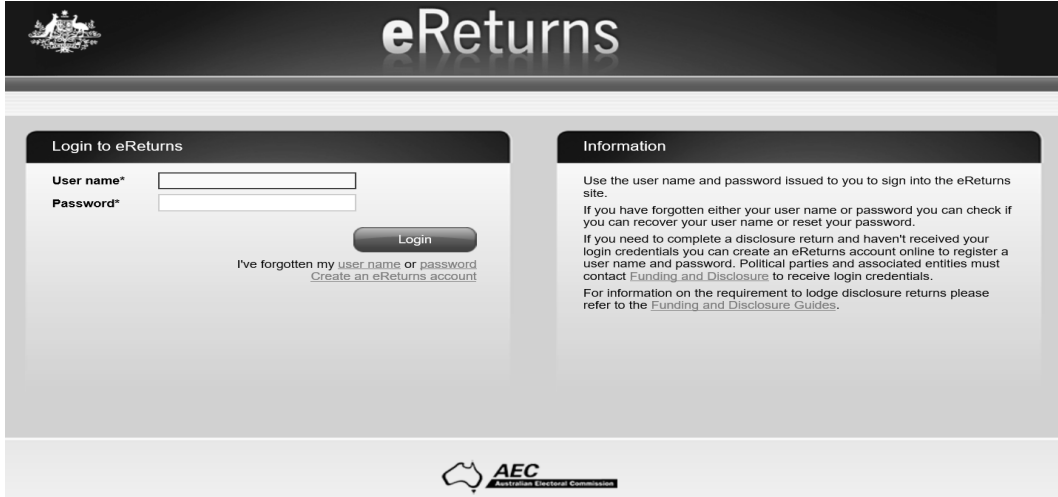 eReturns
Login to eReturns
User name*
Password*
Login
I've forgotten my user name or password
Create an eReturns account
Information
Use the user name and password issued to you to sign into the eReturns
site.
If you have forgotten either your user name or password you can check if
you can recover your user name or reset your password.
If you need to complete a disclosure return and haven't received your
login credentials you can create an eReturns account online to register a
user name and password. Political parties and associated entities must
contact Funding and Disclosure to receive login credentials.
For information on the requirement to lodge disclosure returns please
refer to the Funding and Disclosure Guides.
AEC
Australian Electoral Commission